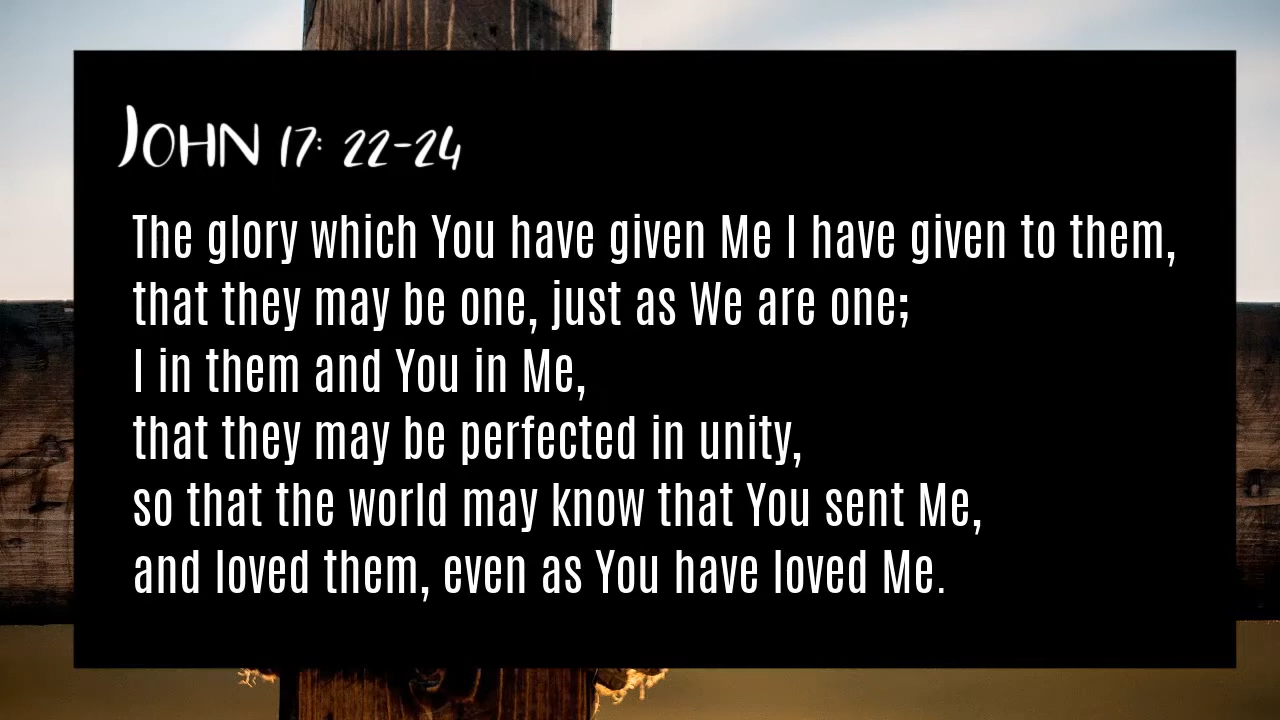 John 17: 22-24
The glory which You have given Me I have given to them,
that they may be one, just as We are one;
I in them and You in Me,
that they may be perfected in unity,
so that the world may know that You sent Me,
and loved them, even as You have loved Me.